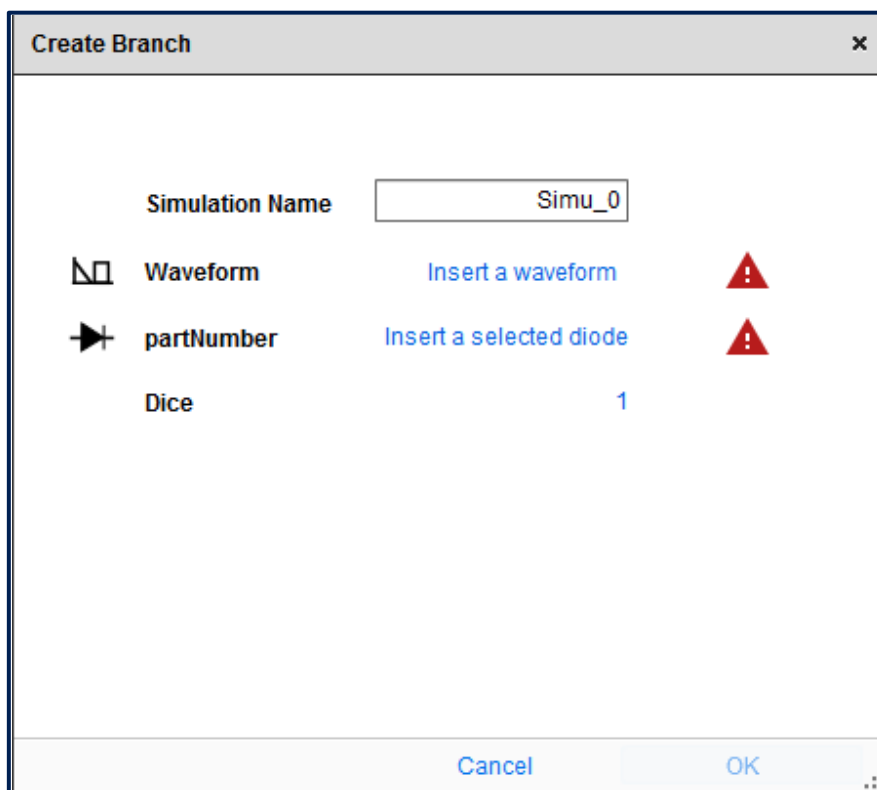 Create Branch ×
Simulation Name Simu_0
Waveform Insert a waveform
partNumber Insert a selected diode
Dice 1
Cancel OK